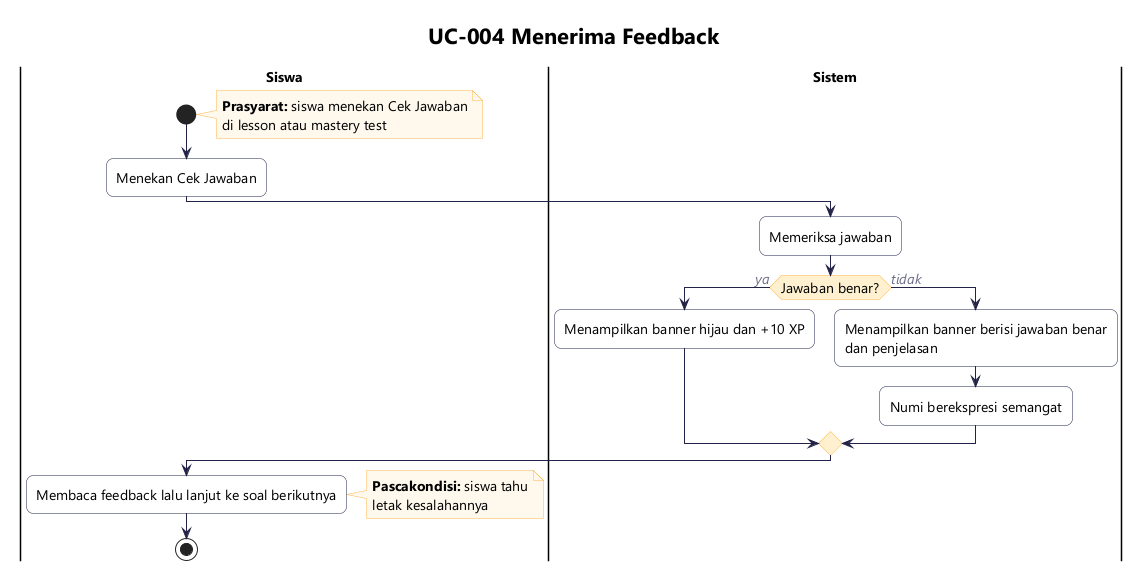 UC-004 Menerima Feedback
Siswa
Sistem
Prasyarat: siswa menekan Cek Jawaban
di lesson atau mastery test
Menekan Cek Jawaban
Memeriksa jawaban
ya
Jawaban benar?
tidak
Menampilkan banner hijau dan +10 XP
Menampilkan banner berisi jawaban benar
dan penjelasan
Numi berekspresi semangat
Membaca feedback lalu lanjut ke soal berikutnya
Pascakondisi: siswa tahu
letak kesalahannya